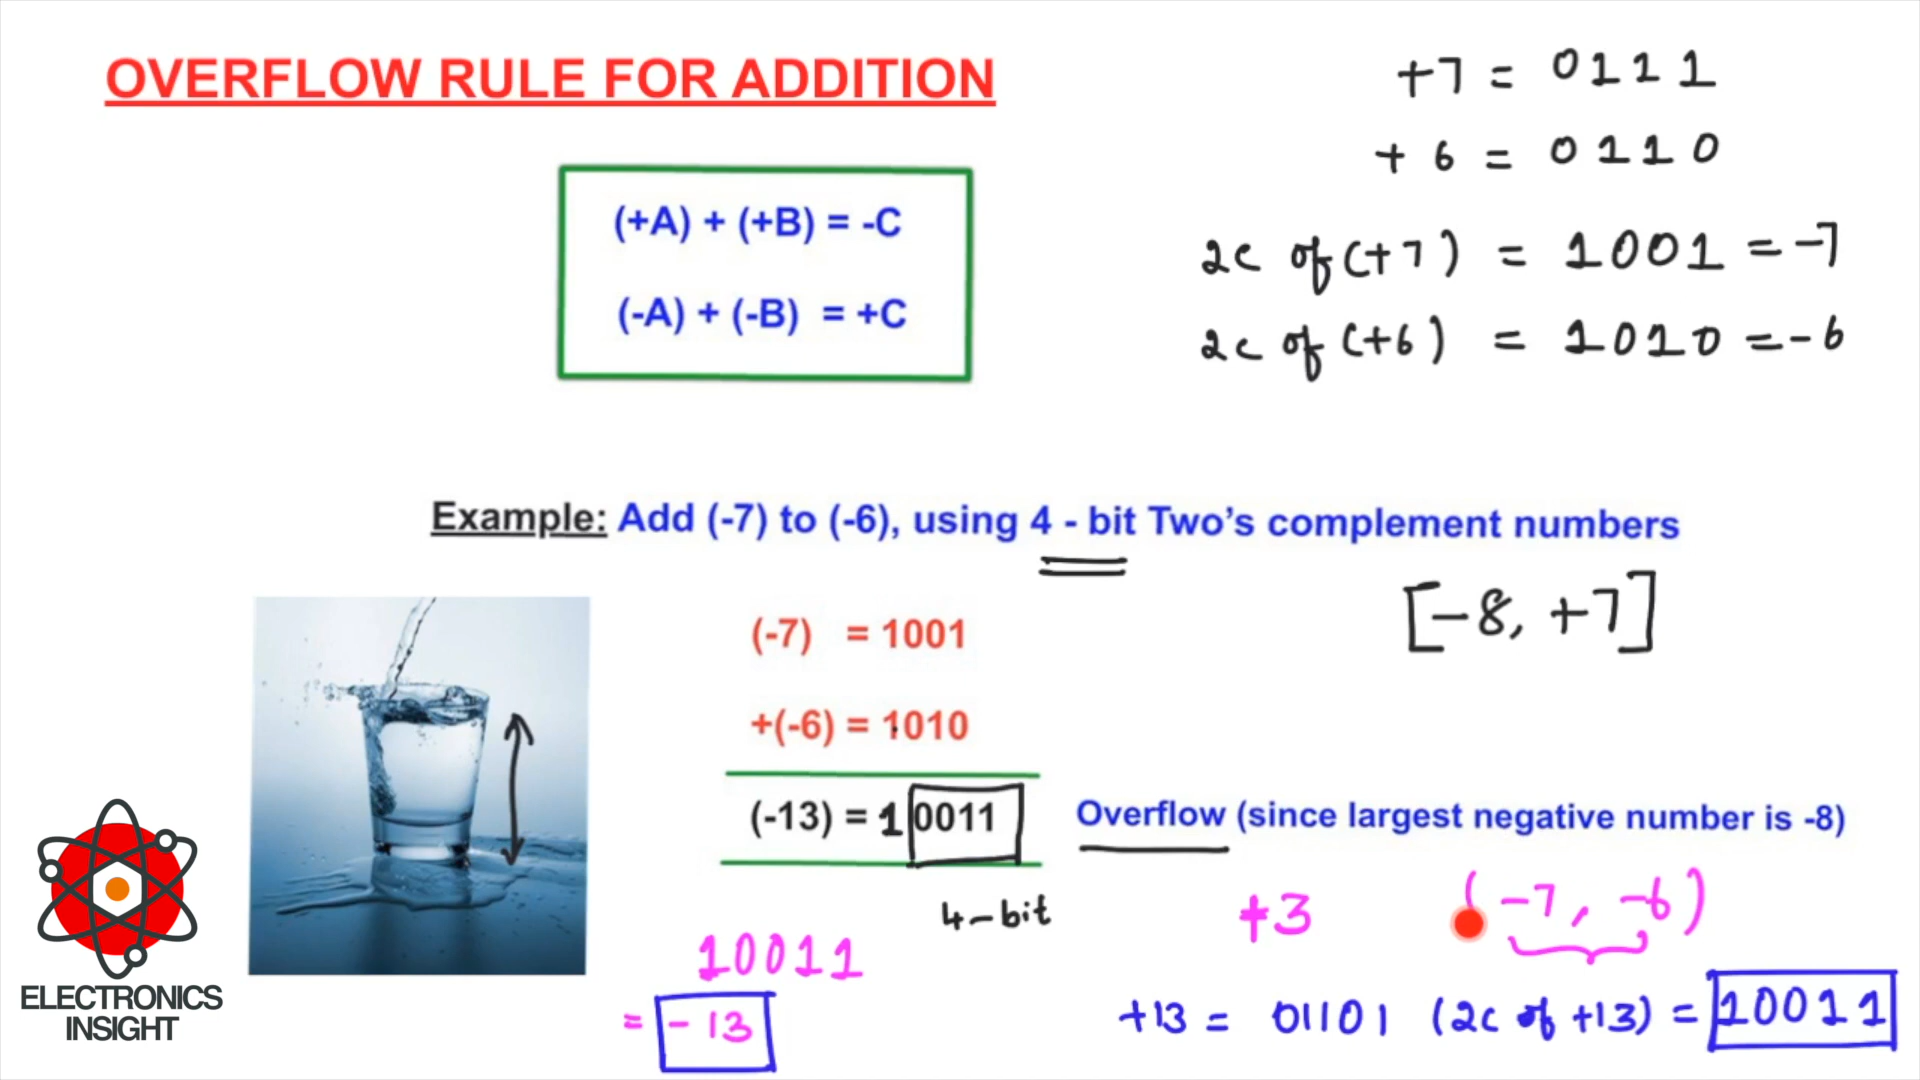 OVERFLOW RULE FOR ADDITION
+7 = 0111
+6 = 0110
(+A) + (+B) = -C
2c of (+7) = 1001 = -7
(-A) + (-B) = +C
2c of (+6) = 1010 = -6
Example: Add (-7) to (-6), using 4 - bit Two's complement numbers
[-8, +7]
(-7) = 1001
+(-6) = 1010
(-13) = 1 0011
Overflow (since largest negative number is -8)
4-bit
+3
(-7, -6)
10011
= -13
+13 = 01101 (2c of +13) = 10011
ELECTRONICS
INSIGHT